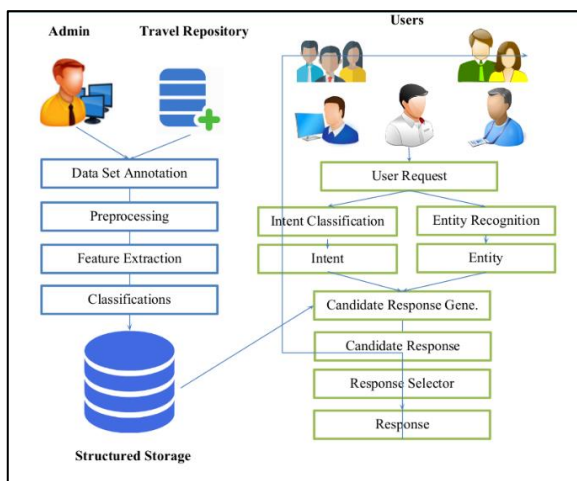 Admin
Travel Repository
Data Set Annotation
Preprocessing
Feature Extraction
Classifications
Structured Storage
Users
User Request
Intent Classification
Entity Recognition
Intent
Entity
Candidate Response Gene.
Candidate Response
Response Selector
Response